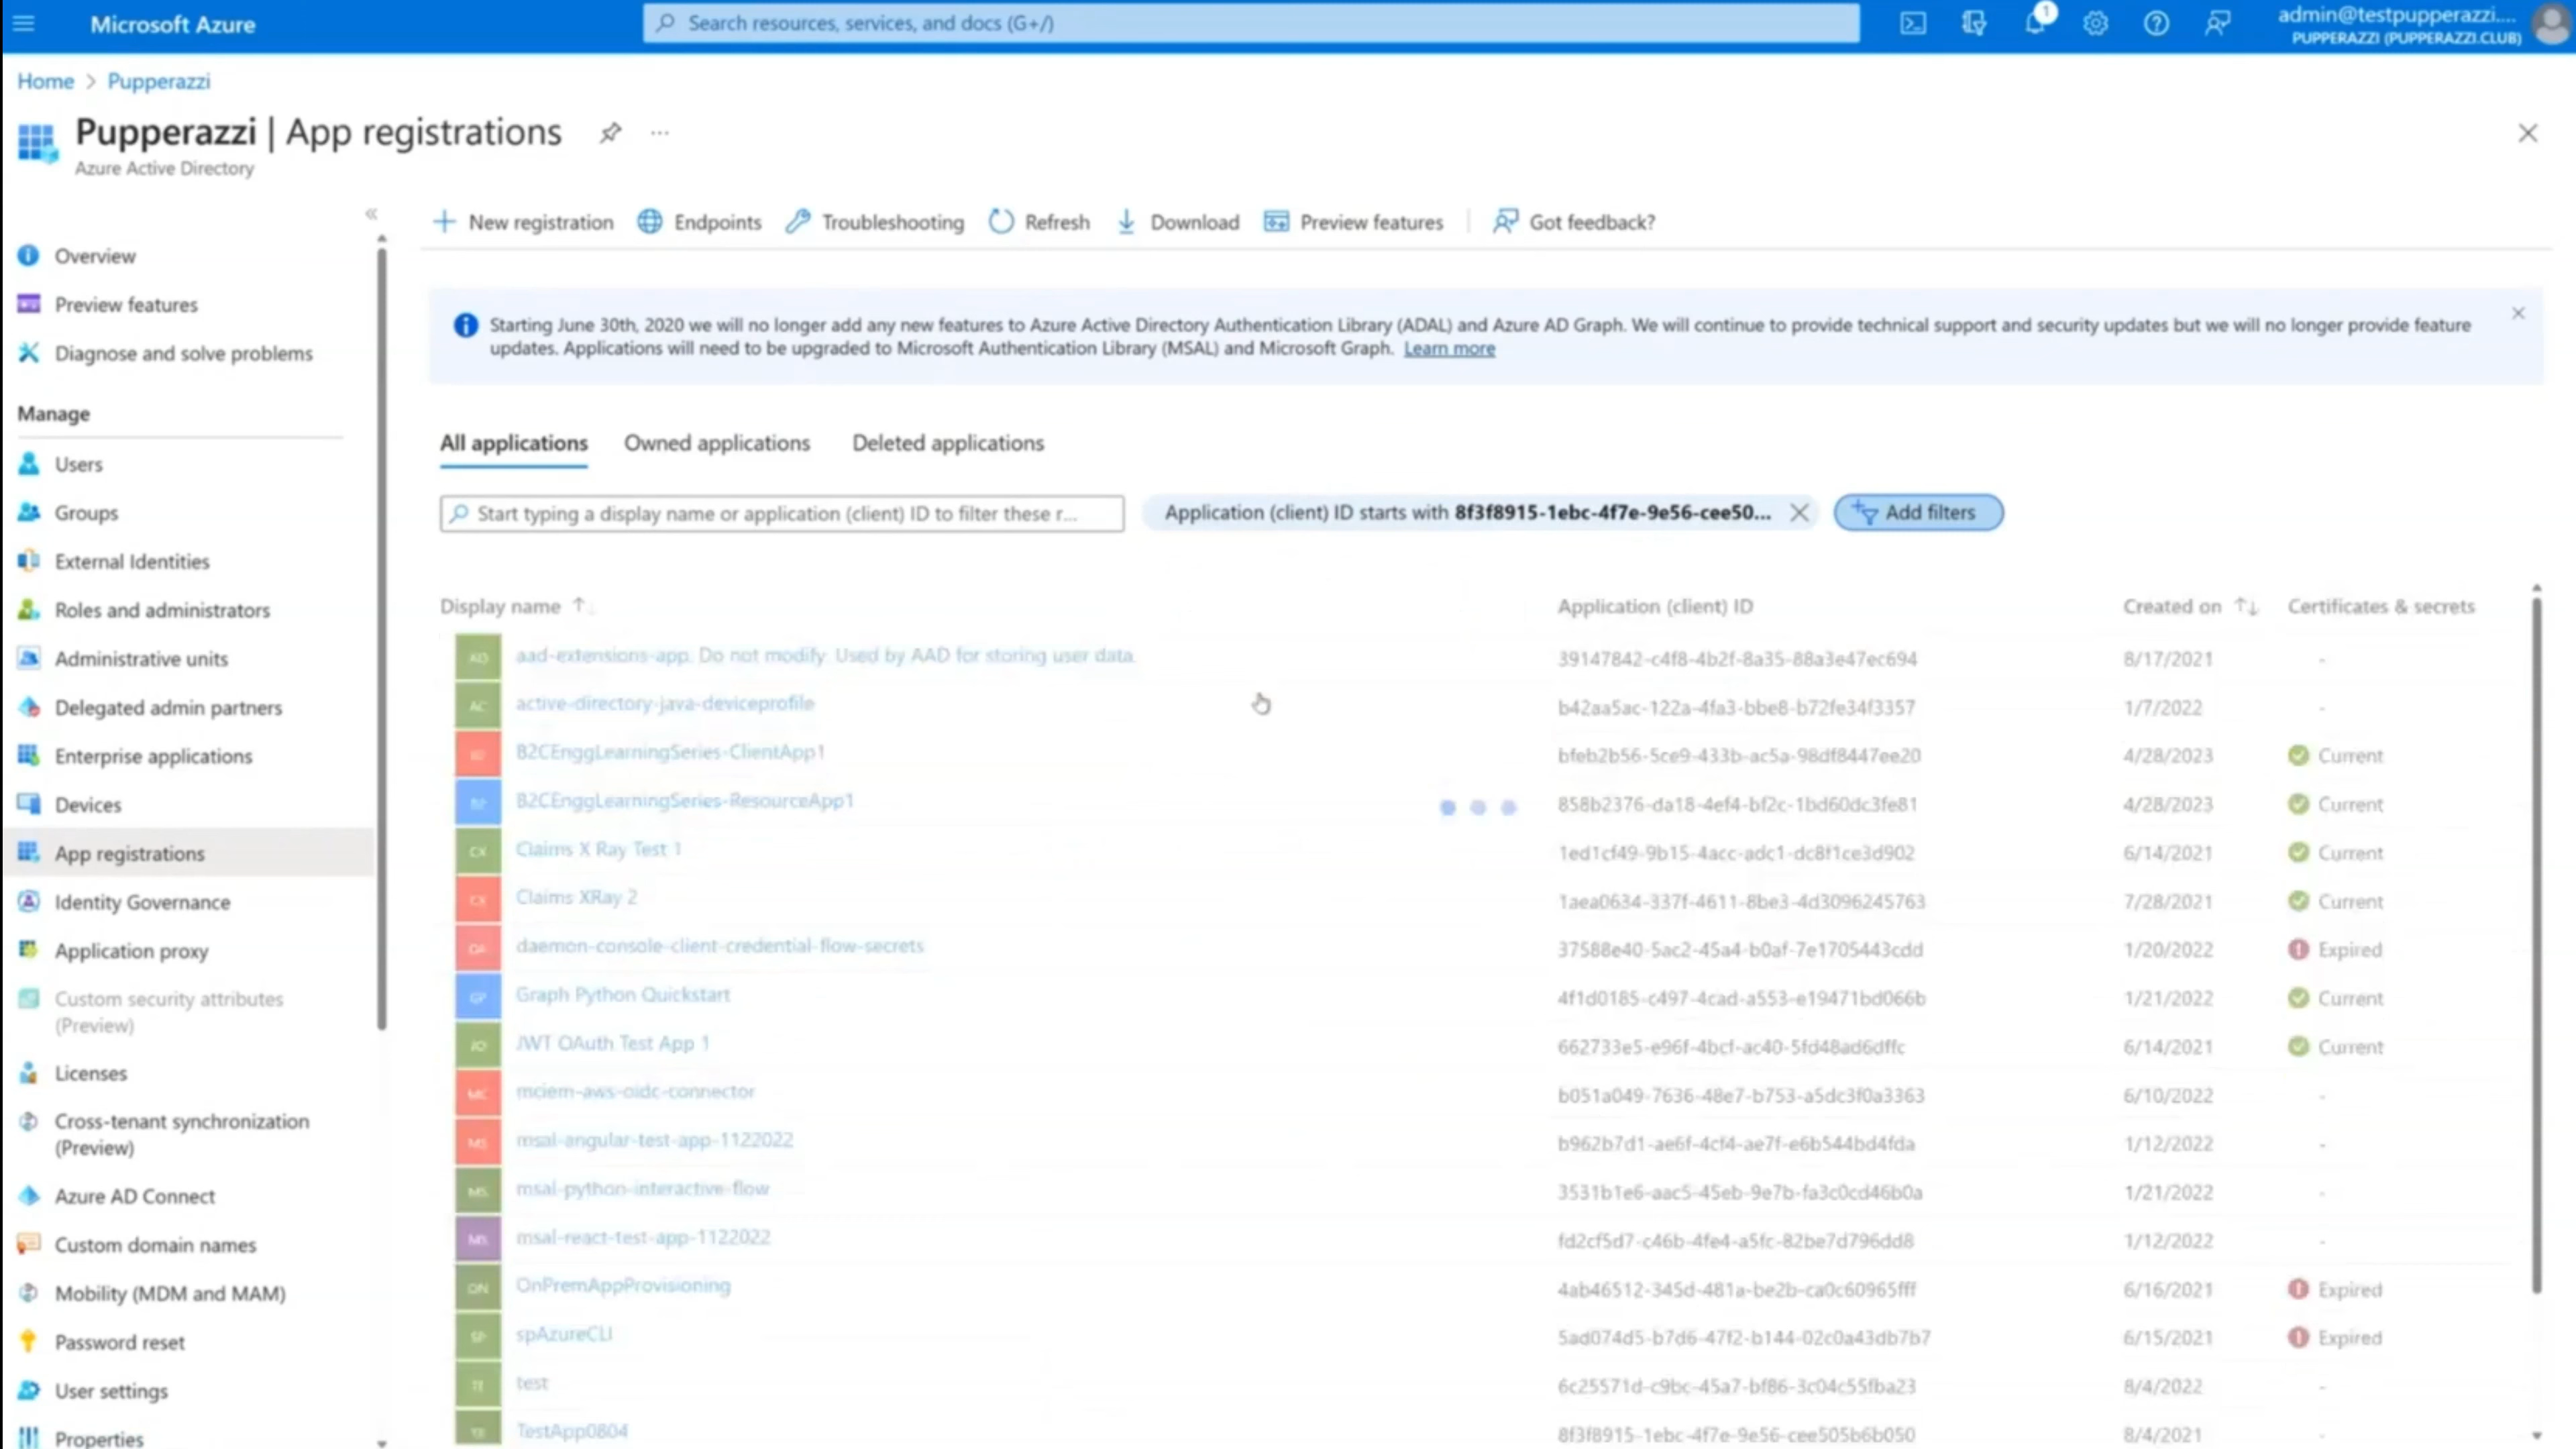 Microsoft Azure
Search resources, services, and docs (G+/)
1
admin@testpupperazzi....
PUPPERAZZI (PUPPERAZZI.CLUB)
Home > Pupperazzi
Pupperazzi | App registrations
...
Azure Active Directory
«
Overview
Preview features
Diagnose and solve problems
Manage
Users
Groups
External Identities
Roles and administrators
Administrative units
Delegated admin partners
Enterprise applications
Devices
App registrations
Identity Governance
Application proxy
Custom security attributes
(Preview)
Licenses
Cross-tenant synchronization
(Preview)
Azure AD Connect
Custom domain names
Mobility (MDM and MAM)
Password reset
User settings
Properties
New registration Endpoints Troubleshooting Refresh Download Preview features Got feedback?
Starting June 30th, 2020 we will no longer add any new features to Azure Active Directory Authentication Library (ADAL) and Azure AD Graph. We will continue to provide technical support and security updates but we will no longer provide feature
updates. Applications will need to be upgraded to Microsoft Authentication Library (MSAL) and Microsoft Graph. Learn more
All applications Owned applications Deleted applications
Start typing a display name or application (client) ID to filter these r...
Application (client) ID starts with 8f3f8915-1ebc-4f7e-9e56-cee50...
Add filters
Display name Application (client) ID Created on Certificates & secrets
aad-extensions-app. Do not modify. Used by AAD for storing user data. 39147842-c4f8-4b2f-8a35-88a3e47ec694 8/17/2021 -
AC active-directory-java-deviceprofile b42aa5ac-122a-4fa3-bbe8-b72fe34f3357 1/7/2022 -
B2CEnggLearningSeries-ClientApp1 bfeb2b56-5ce9-433b-ac5a-98df8447ee20 4/28/2023 Current
B2CEnggLearningSeries-ResourceApp1 858b2376-da18-4ef4-bf2c-1bd60dc3fe81 4/28/2023 Current
CX Claims X Ray Test 1 1ed1cf49-9b15-4acc-adc1-dc8f1ce3d902 6/14/2021 Current
CX Claims XRay 2 1aea0634-337f-4611-8be3-4d3096245763 7/28/2021 Current
daemon-console-client-credential-flow-secrets 37588e40-5ac2-45a4-b0af-7e1705443cdd 1/20/2022 Expired
GP Graph Python Quickstart 4f1d0185-c497-4cad-a553-e19471bd066b 1/21/2022 Current
JO JWT OAuth Test App 1 662733e5-e96f-4bcf-ac40-5fd48ad6dffc 6/14/2021 Current
MC mciem-aws-oidc-connector b051a049-7636-48e7-b753-a5dc3f0a3363 6/10/2022 -
MS msal-angular-test-app-1122022 b962b7d1-ae6f-4cf4-ae7f-e6b544bd4fda 1/12/2022 -
MS msal-python-interactive-flow 3531b1e6-aac5-45eb-9e7b-fa3c0cd46b0a 1/21/2022 -
MS msal-react-test-app-1122022 fd2cf5d7-c46b-4fe4-a5fc-82be7d796dd8 1/12/2022 -
ON OnPremAppProvisioning 4ab46512-345d-481a-be2b-ca0c60965fff 6/16/2021 Expired
SP spAzureCLI 5ad074d5-b7d6-47f2-b144-02c0a43db7b7 6/15/2021 Expired
TE test 6c25571d-c9bc-45a7-bf86-3c04c55fba23 8/4/2022 -
TE TestApp0804 8f3f8915-1ebc-4f7e-9e56-cee505b6b050 8/4/2021 -